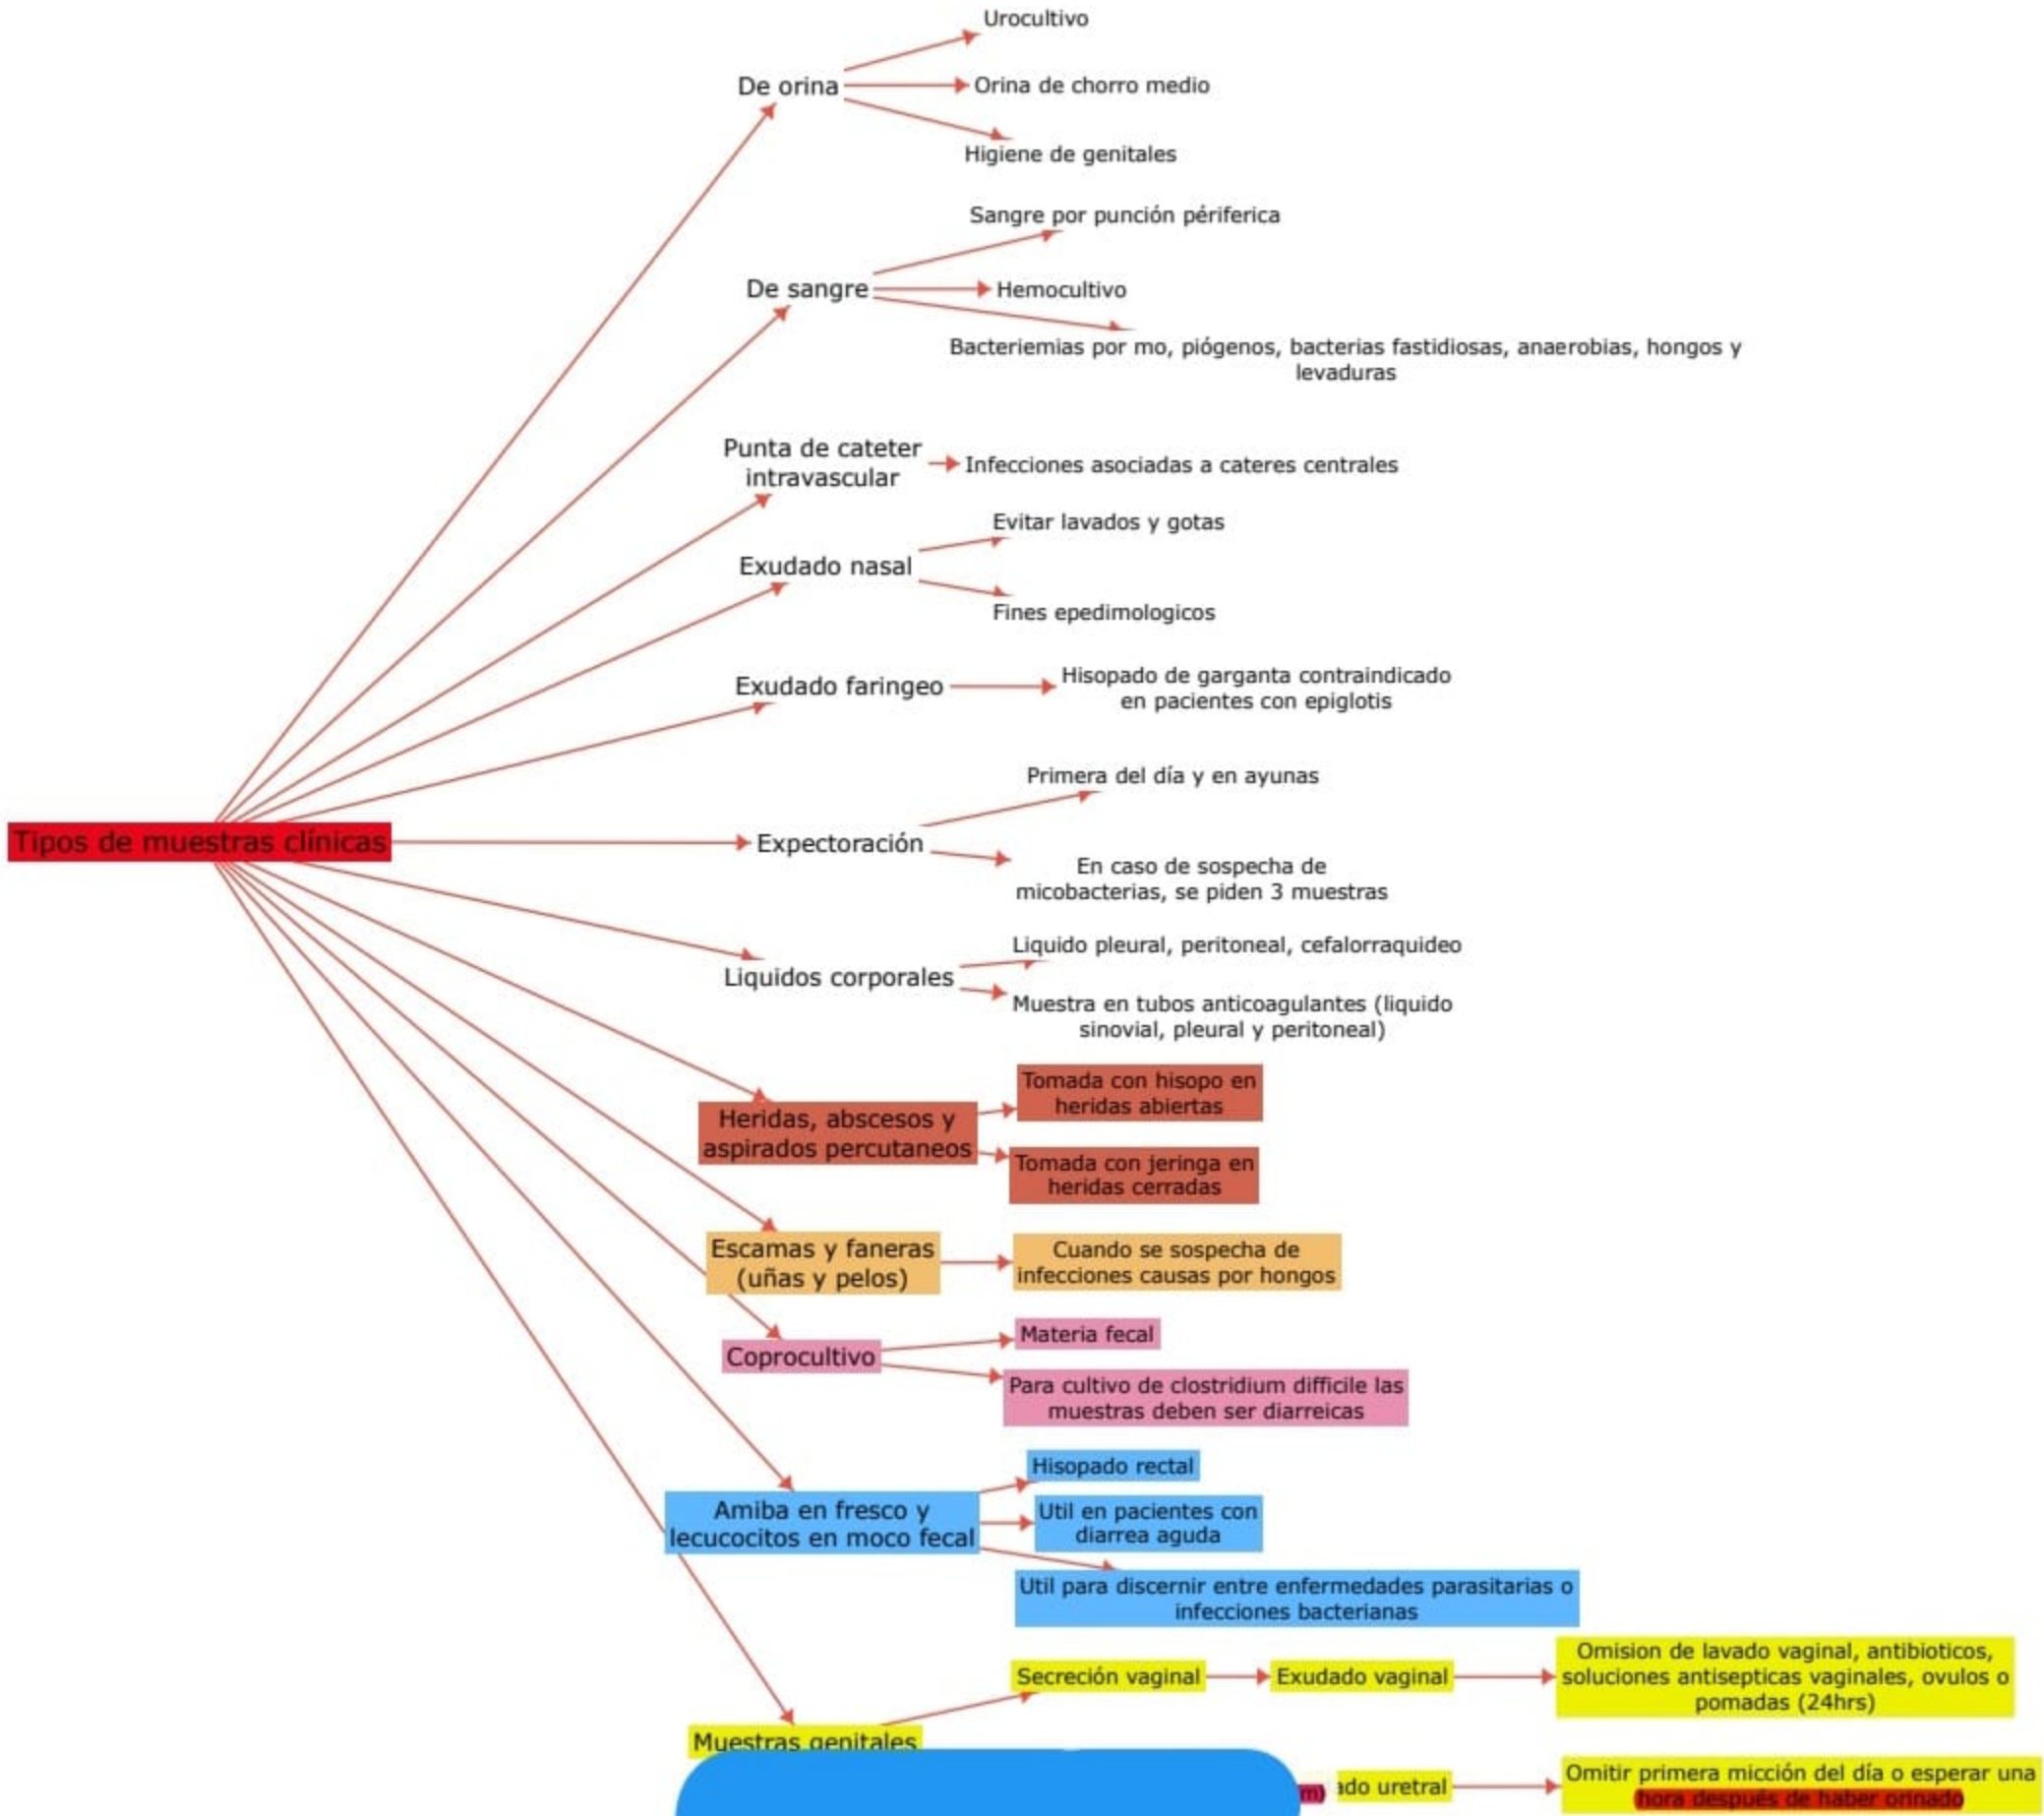 Urocultivo
De orina
Orina de chorro medio
Higiene de genitales
Sangre por punción périferica
De sangre
Hemocultivo
Bacteriemias por mo, piógenos, bacterias fastidiosas, anaerobias, hongos y
levaduras
Punta de cateter
intravascular
Infecciones asociadas a cateres centrales
Evitar lavados y gotas
Exudado nasal
Fines epedimologicos
Exudado faringeo
Hisopado de garganta contraindicado
en pacientes con epiglotis
Primera del día y en ayunas
Tipos de muestras clínicas
Expectoración
En caso de sospecha de
micobacterias, se piden 3 muestras
Liquido pleural, peritoneal, cefalorraquideo
Liquidos corporales
Muestra en tubos anticoagulantes (liquido
sinovial, pleural y peritoneal)
Tomada con hisopo en
heridas abiertas
Heridas, abscesos y
aspirados percutaneos
Tomada con jeringa en
heridas cerradas
Escamas y faneras
(uñas y pelos)
Cuando se sospecha de
infecciones causas por hongos
Materia fecal
Coprocultivo
Para cultivo de clostridium difficile las
muestras deben ser diarreicas
Hisopado rectal
Amiba en fresco y
lecucocitos en moco fecal
Util en pacientes con
diarrea aguda
Util para discernir entre enfermedades parasitarias o
infecciones bacterianas
Secreción vaginal
Exudado vaginal
Omision de lavado vaginal, antibioticos,
soluciones antisepticas vaginales, ovulos o
pomadas (24hrs)
Muestras genitales
uretral
Omitir primera micción del día o esperar una
hora después de haber orinado